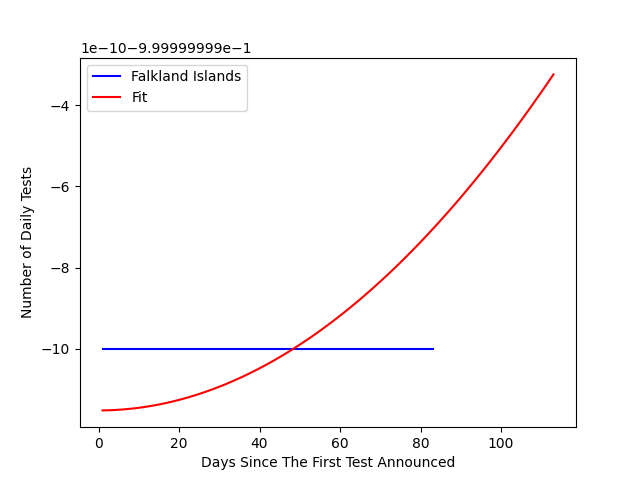 1e−10−9.99999999e−1
Falkland Islands
Fit
Number of Daily Tests
−4
−6
−8
−10
0 20 40 60 80 100
Days Since The First Test Announced